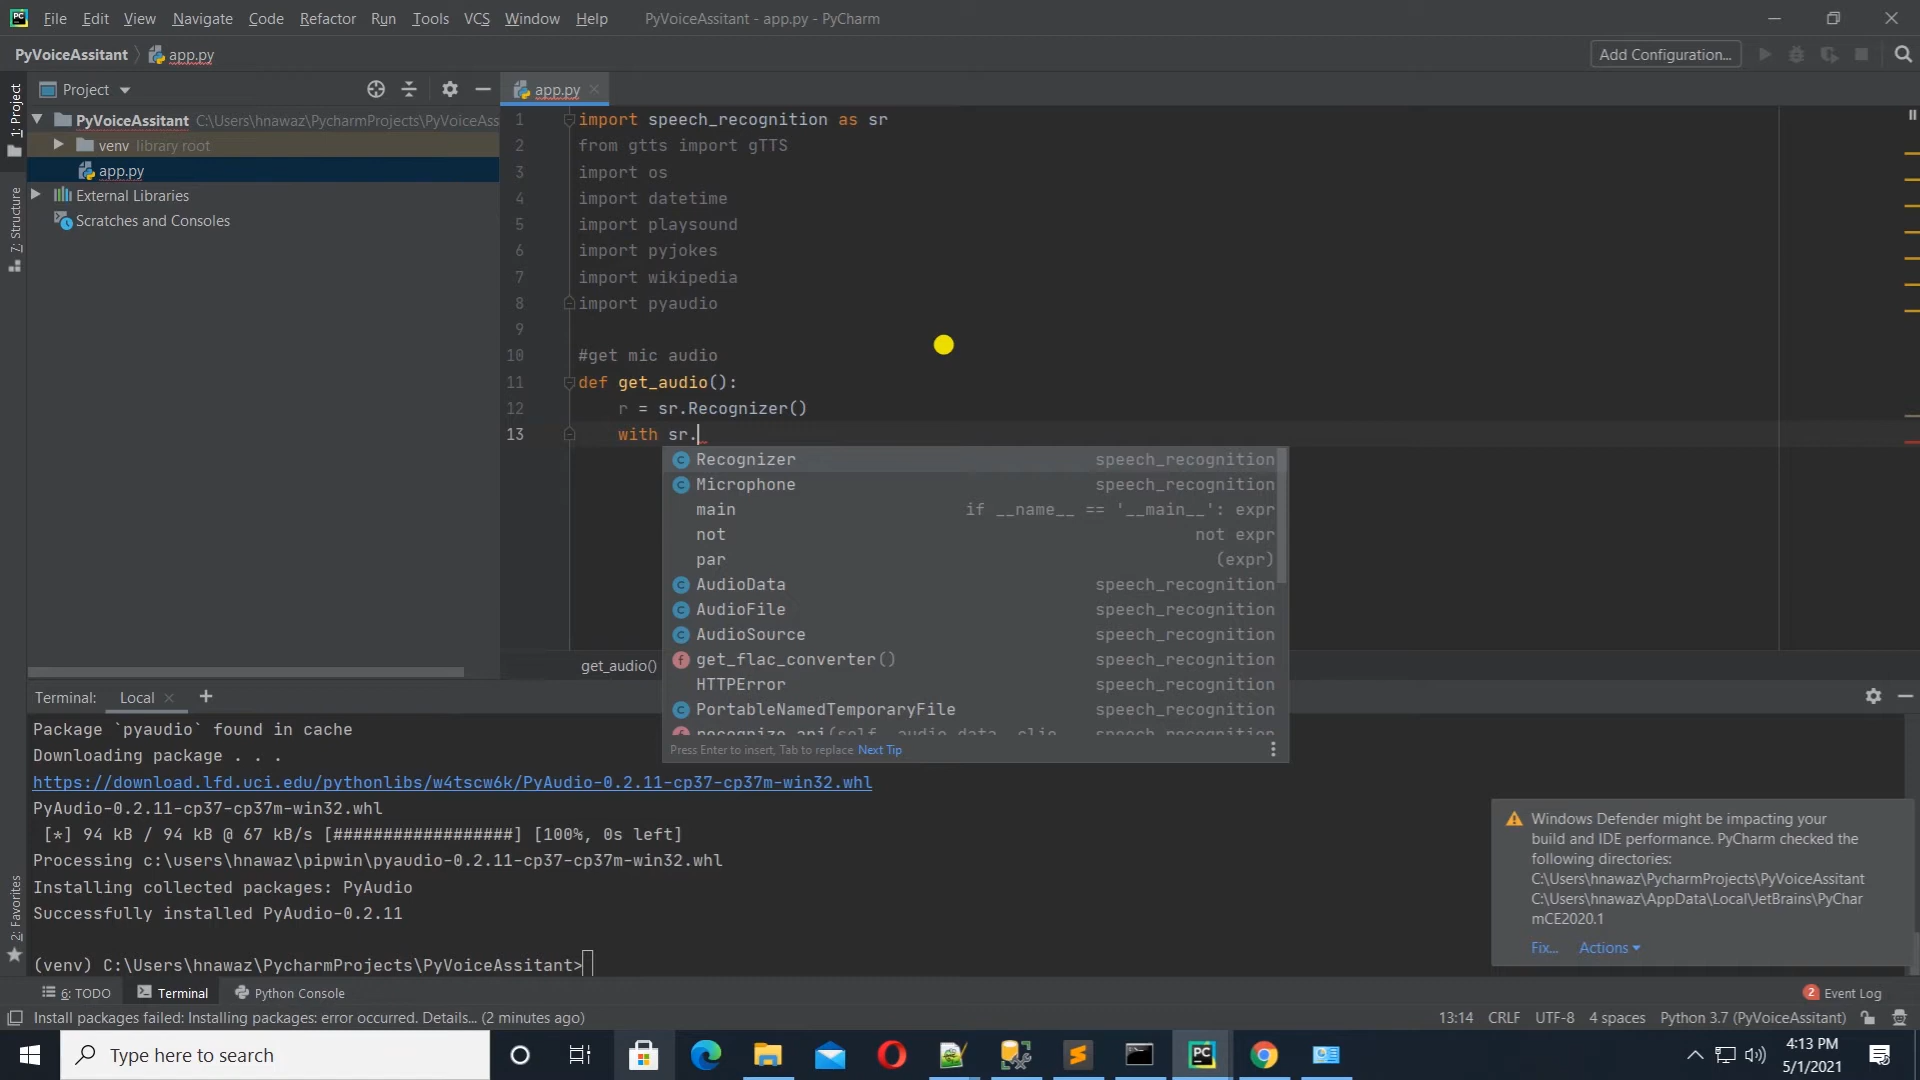 File Edit View Navigate Code Refactor Run Tools VCS Window Help PyVoiceAssitant - app.py - PyCharm
PyVoiceAssitant app.py Add Configuration...
1: Project
Project
app.py
PyVoiceAssitant C:\Users\hnawaz\PycharmProjects\PyVoiceAss
venv library root
app.py
External Libraries
Scratches and Consoles
7: Structure
2: Favorites
1 import speech_recognition as sr
2 from gtts import gTTS
3 import os
4 import datetime
5 import playsound
6 import pyjokes
7 import wikipedia
8 import pyaudio
9
10 #get mic audio
11 def get_audio():
12 r = sr.Recognizer()
13 with sr.
Recognizer speech_recognition
Microphone speech_recognition
main if __name__ == '__main__': expr
not not expr
par (expr)
AudioData speech_recognition
AudioFile speech_recognition
AudioSource speech_recognition
get_flac_converter() speech_recognition
HTTPError speech_recognition
PortableNamedTemporaryFile speech_recognition
recognize_api(self, audio_data, clie... speech_recognition
Press Enter to insert, Tab to replace Next Tip
get_audio()
Terminal: Local
Package `pyaudio` found in cache
Downloading package . . .
https://download.lfd.uci.edu/pythonlibs/w4tscw6k/PyAudio-0.2.11-cp37-cp37m-win32.whl
PyAudio-0.2.11-cp37-cp37m-win32.whl
[*] 94 kB / 94 kB @ 67 kB/s [##################] [100%, 0s left]
Processing c:\users\hnawaz\pipwin\pyaudio-0.2.11-cp37-cp37m-win32.whl
Installing collected packages: PyAudio
Successfully installed PyAudio-0.2.11
(venv) C:\Users\hnawaz\PycharmProjects\PyVoiceAssitant>
Windows Defender might be impacting your
build and IDE performance. PyCharm checked the
following directories:
C:\Users\hnawaz\PycharmProjects\PyVoiceAssitant
C:\Users\hnawaz\AppData\Local\JetBrains\PyChar
mCE2020.1
Fix... Actions
6: TODO Terminal Python Console 2 Event Log
Install packages failed: Installing packages: error occurred. Details... (2 minutes ago) 13:14 CRLF UTF-8 4 spaces Python 3.7 (PyVoiceAssitant)
Type here to search
4:13 PM
5/1/2021